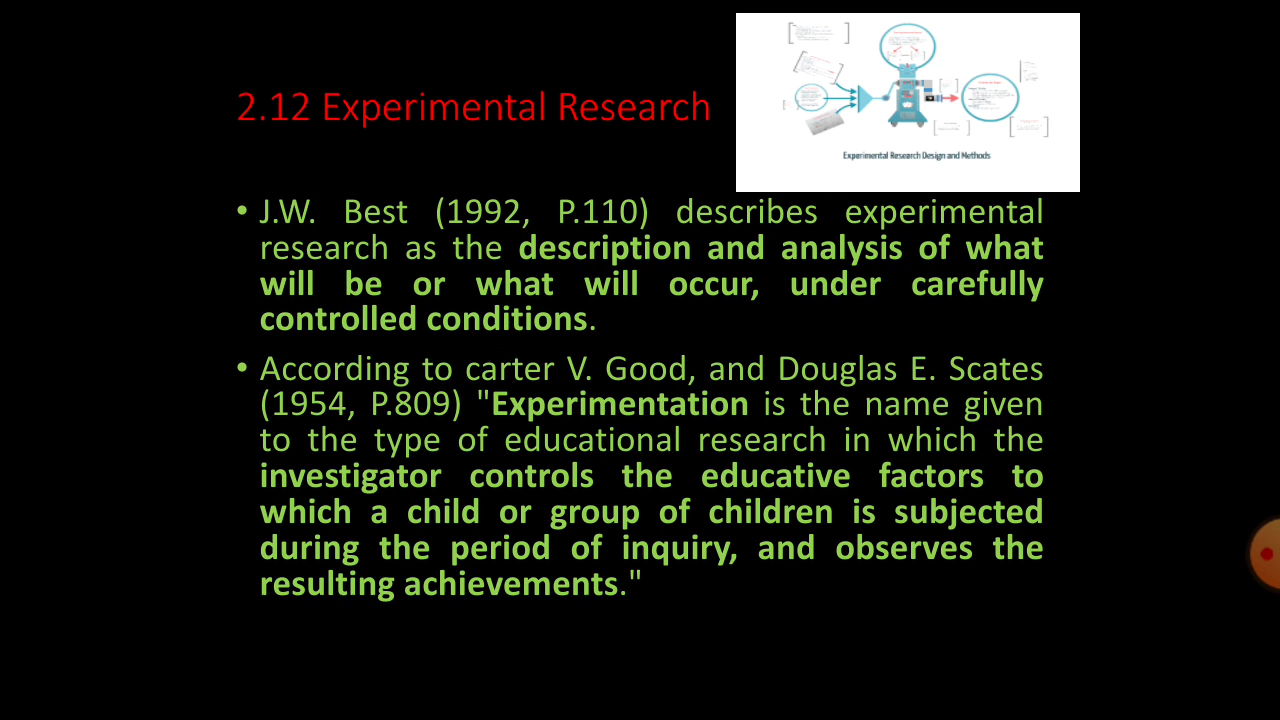 2.12 Experimental Research
Experimental Research Design and Methods
• J.W. Best (1992, P.110) describes experimental
research as the description and analysis of what
will be or what will occur, under carefully
controlled conditions.
• According to carter V. Good, and Douglas E. Scates
(1954, P.809) "Experimentation is the name given
to the type of educational research in which the
investigator controls the educative factors to
which a child or group of children is subjected
during the period of inquiry, and observes the
resulting achievements."